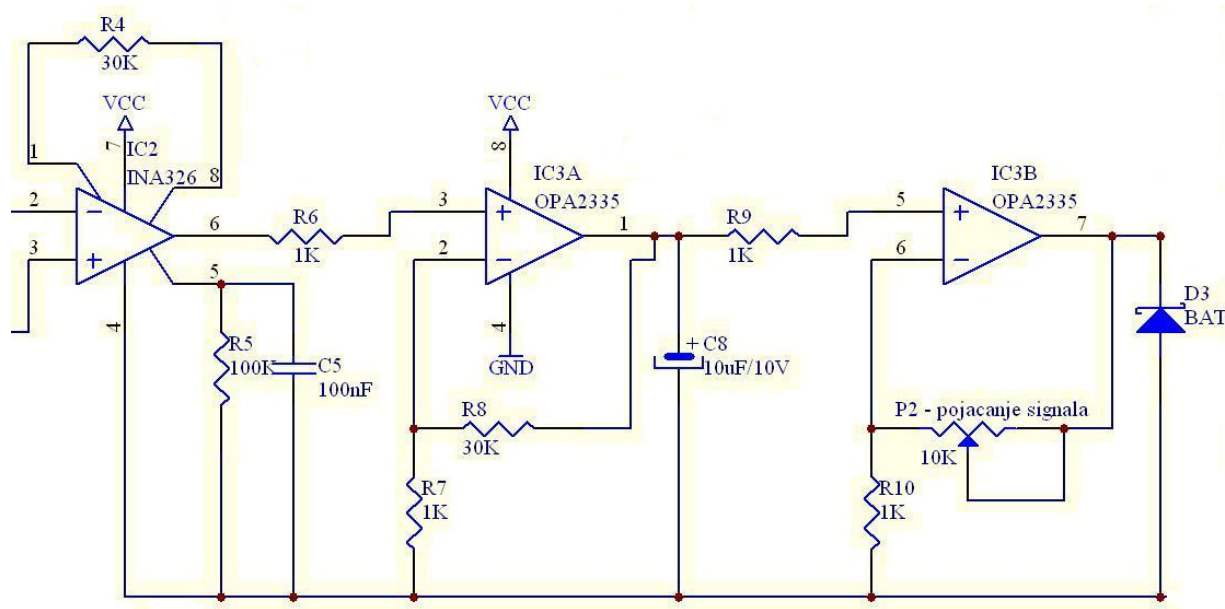 R4
30K
VCC
7
IC2
INA326
1
8
2
3
6
5
4
R5
100K
C5
100nF
R6
1K
VCC
8
IC3A
OPA2335
3
2
1
4
GND
R8
30K
R7
1K
+ C8
10uF/10V
R9
1K
IC3B
OPA2335
5
6
7
P2 - pojacanje signala
10K
R10
1K
D3
BAT